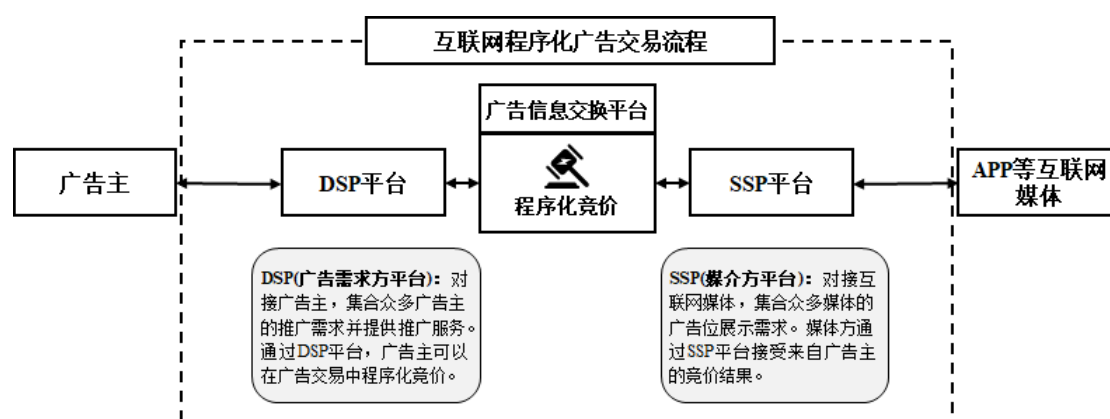 互联网程序化广告交易流程
广告信息交换平台
广告主
DSP平台
程序化竞价
SSP平台
APP等互联网
媒体
DSP(广告需求方平台)：对
接广告主，集合众多广告主
的推广需求并提供推广服务。
通过DSP平台，广告主可以
在广告交易中程序化竞价。
SSP(媒介方平台)：对接互
联网媒体，集合众多媒体的
广告位展示需求。媒体方通
过SSP平台接受来自广告主
的竞价结果。